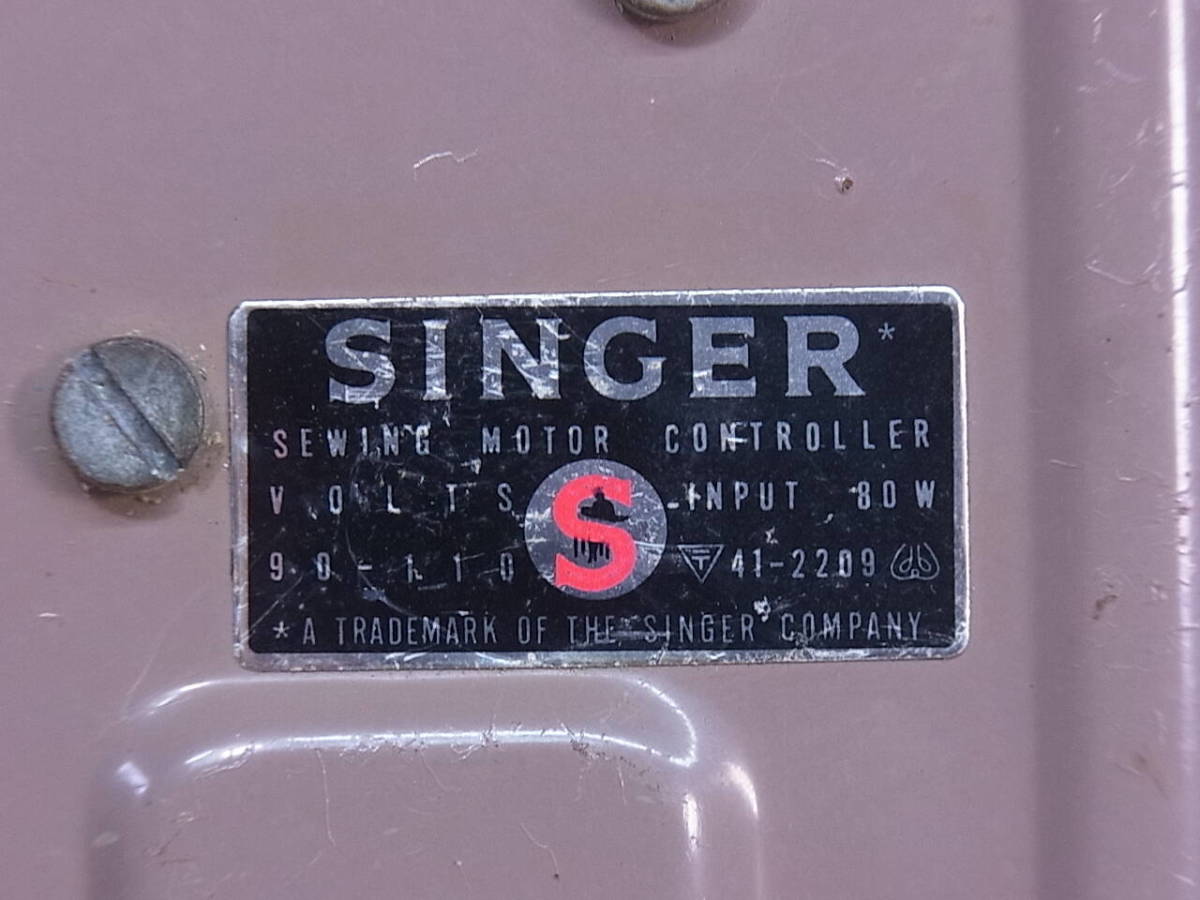 SINGER*
SEWING MOTOR CONTROLLER
VOLTS S INPUT 80W
90-110 T 41-2209
*A TRADEMARK OF THE SINGER COMPANY